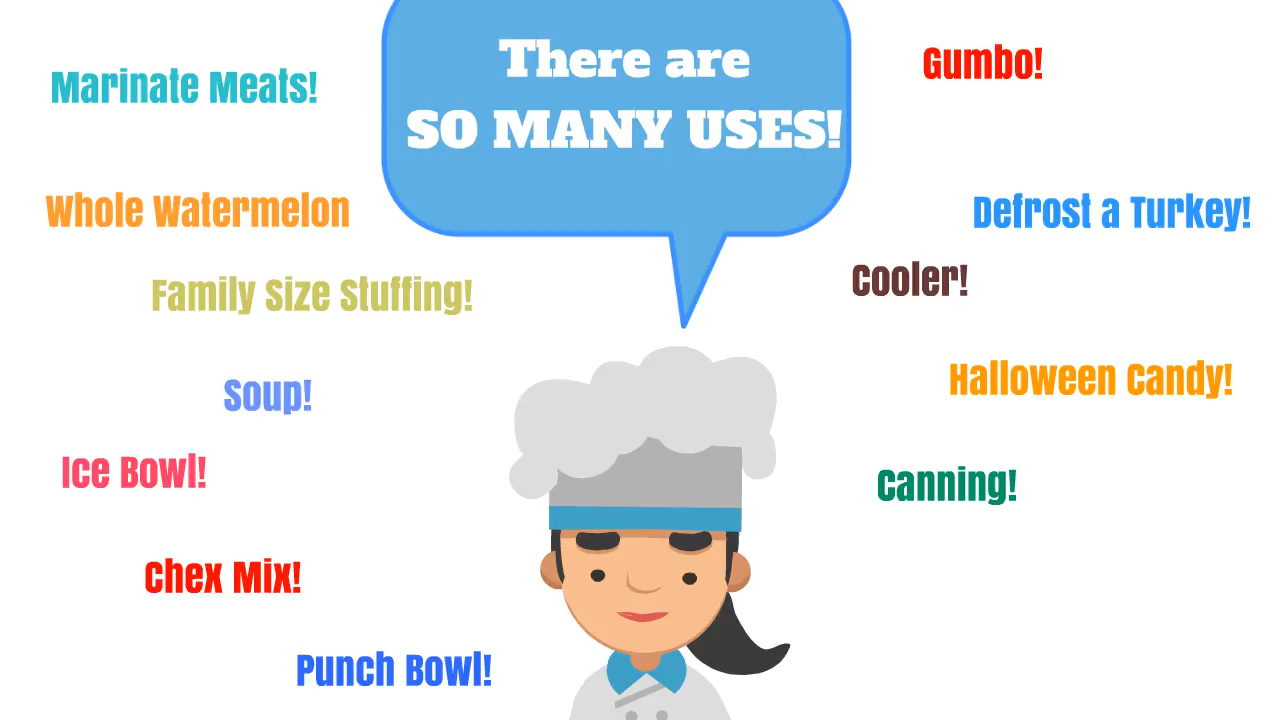 There are
SO MANY USES!
Marinate Meats!
Whole Watermelon
Family Size Stuffing!
Soup!
Ice Bowl!
Chex Mix!
Punch Bowl!
Gumbo!
Defrost a Turkey!
Cooler!
Halloween Candy!
Canning!